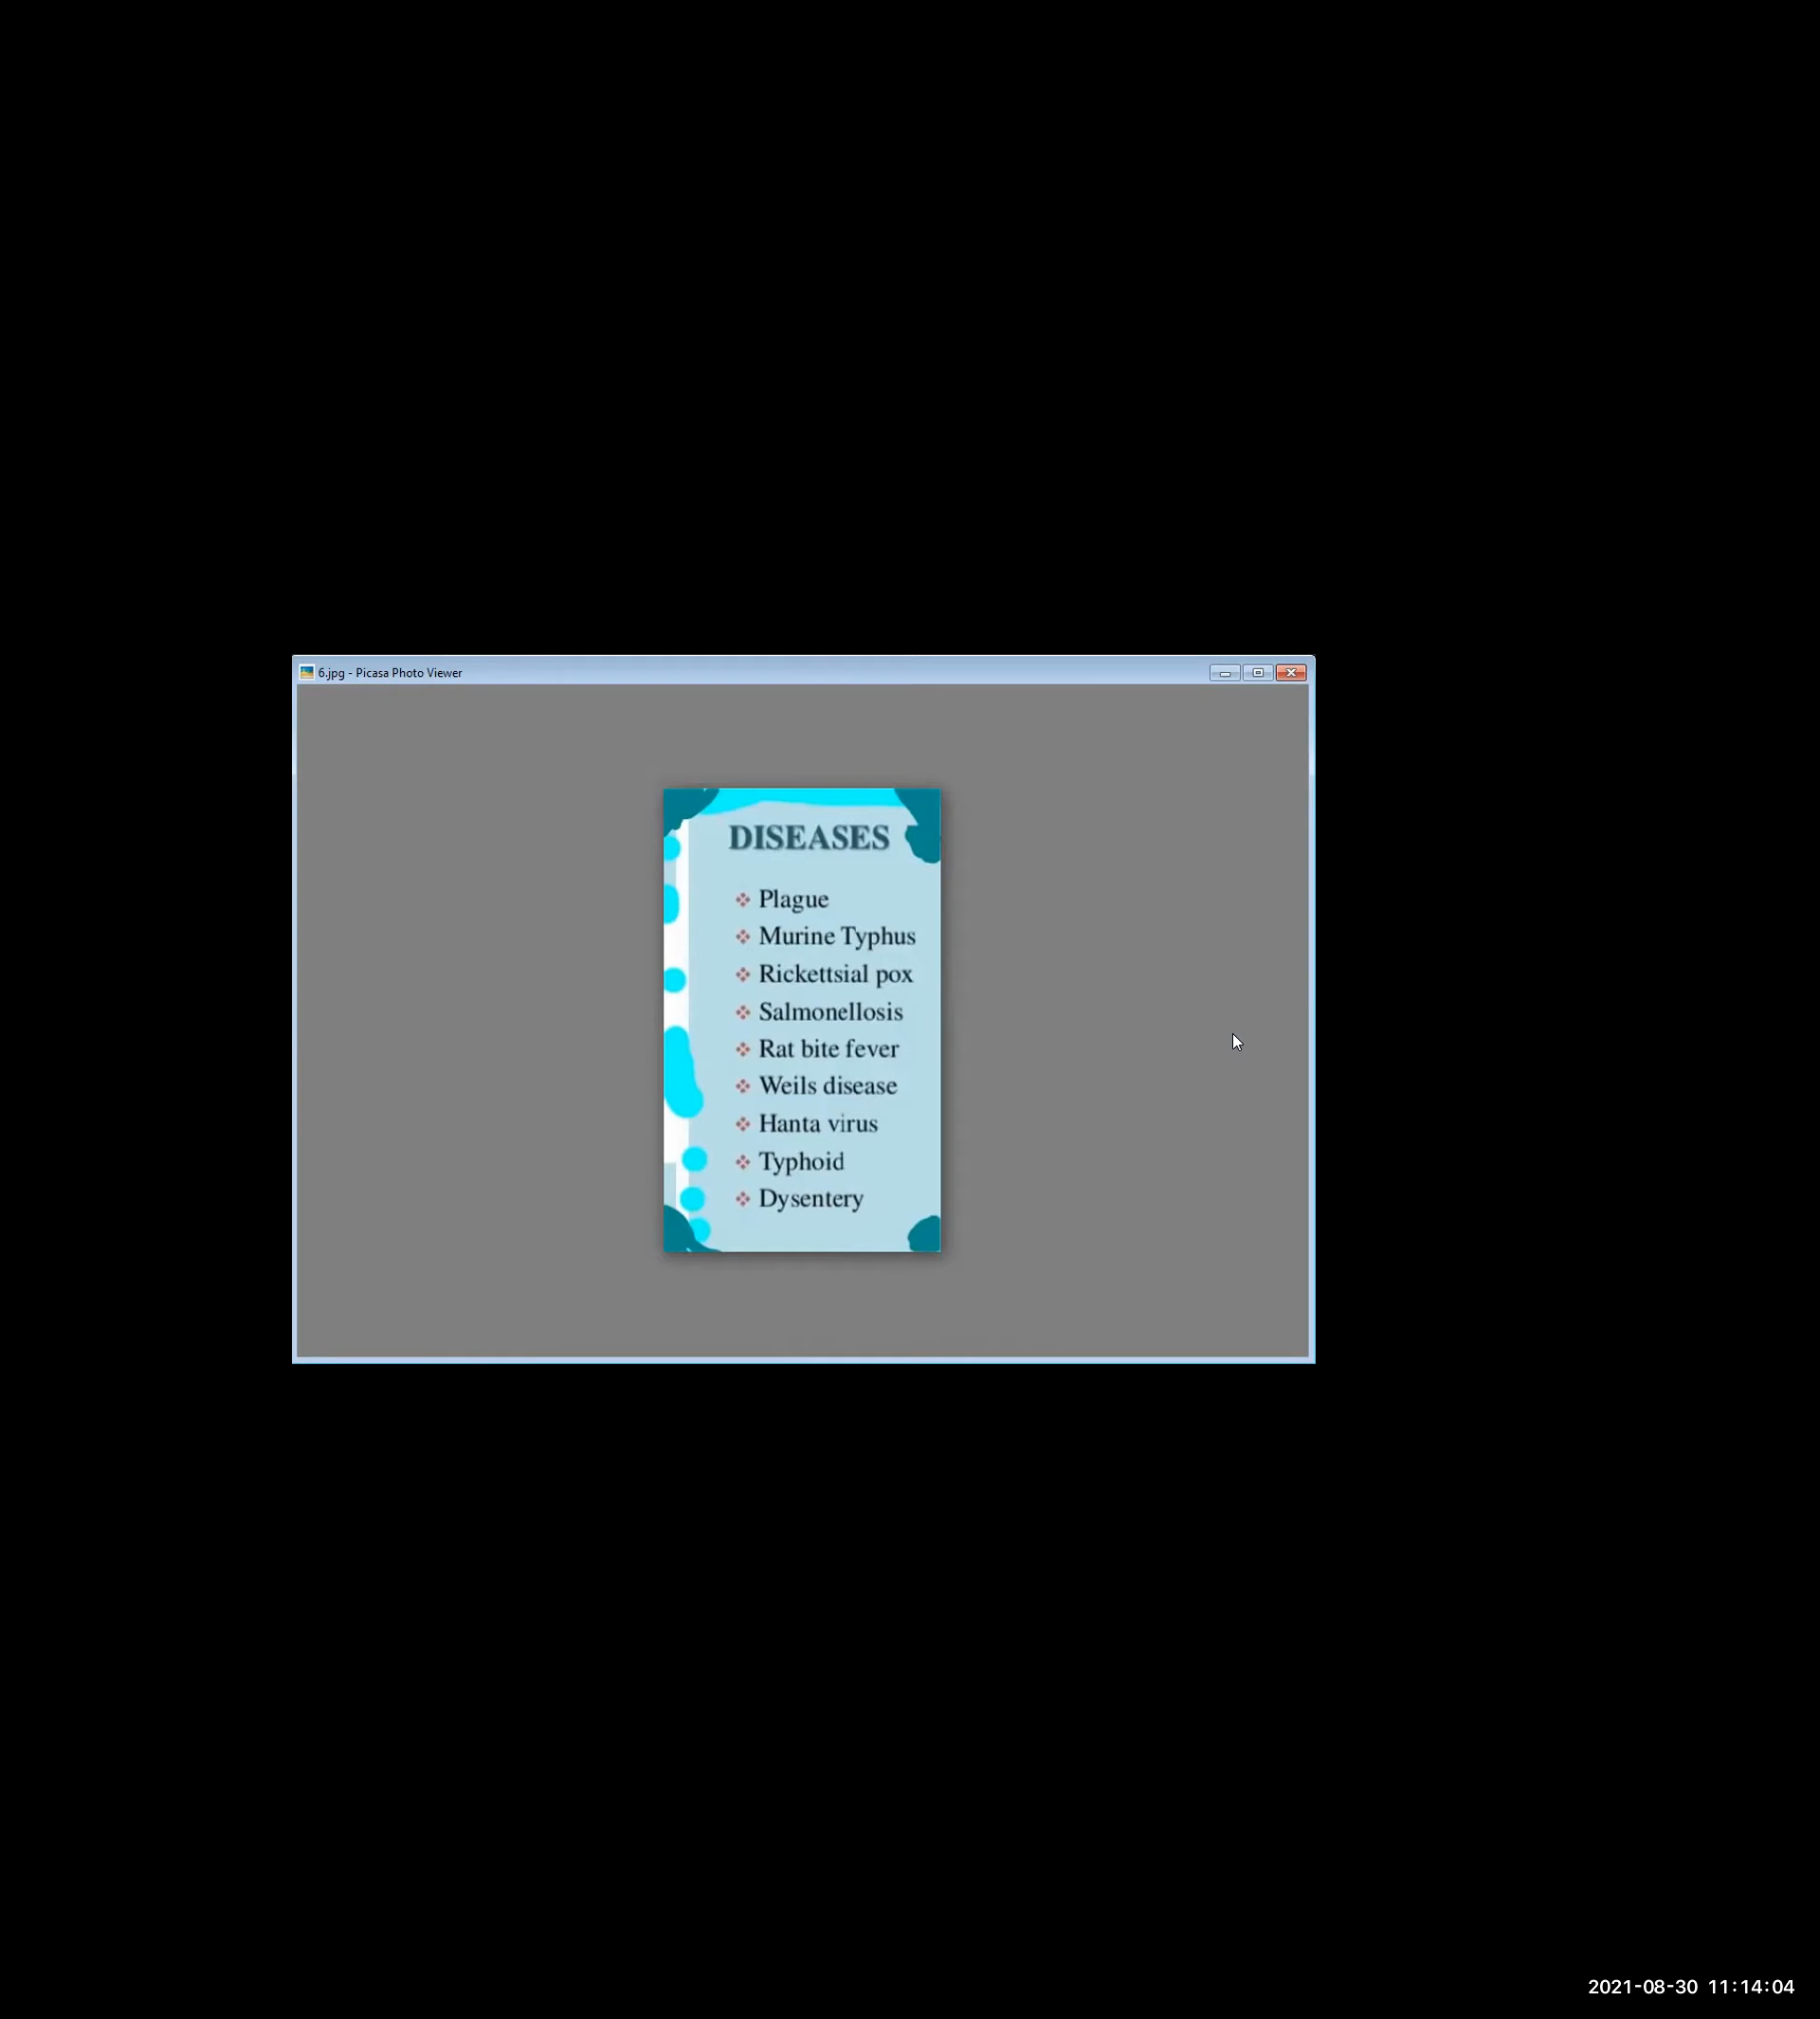 6.jpg - Picasa Photo Viewer
DISEASES
Plague
Murine Typhus
Rickettsial pox
Salmonellosis
Rat bite fever
Weils disease
Hanta virus
Typhoid
Dysentery
2021-08-30 11:14:04